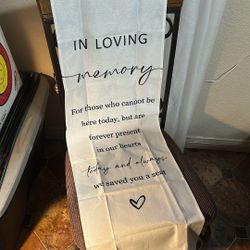 IN LOVING
memory
For those who cannot be
here today, but are
forever present
in our hearts
today and always
we saved you a seat